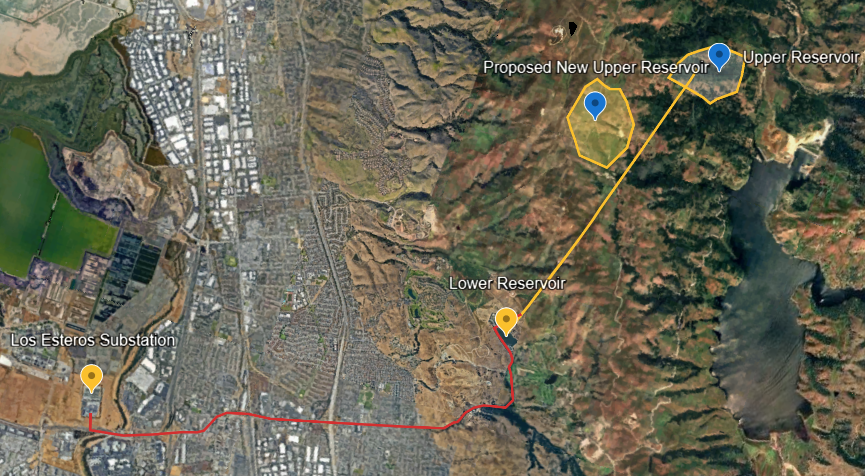 Upper Reservoir
Proposed New Upper Reservoir
Lower Reservoir
Los Esteros Substation